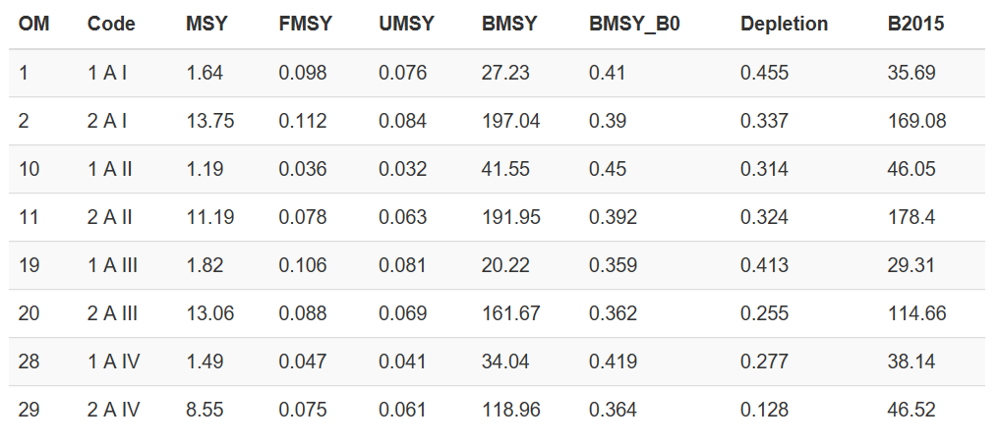 OM Code MSY FMSY UMSY BMSY BMSY_B0 Depletion B2015
1 1 A I 1.64 0.098 0.076 27.23 0.41 0.455 35.69
2 2 A I 13.75 0.112 0.084 197.04 0.39 0.337 169.08
10 1 A II 1.19 0.036 0.032 41.55 0.45 0.314 46.05
11 2 A II 11.19 0.078 0.063 191.95 0.392 0.324 178.4
19 1 A III 1.82 0.106 0.081 20.22 0.359 0.413 29.31
20 2 A III 13.06 0.088 0.069 161.67 0.362 0.255 114.66
28 1 A IV 1.49 0.047 0.041 34.04 0.419 0.277 38.14
29 2 A IV 8.55 0.075 0.061 118.96 0.364 0.128 46.52